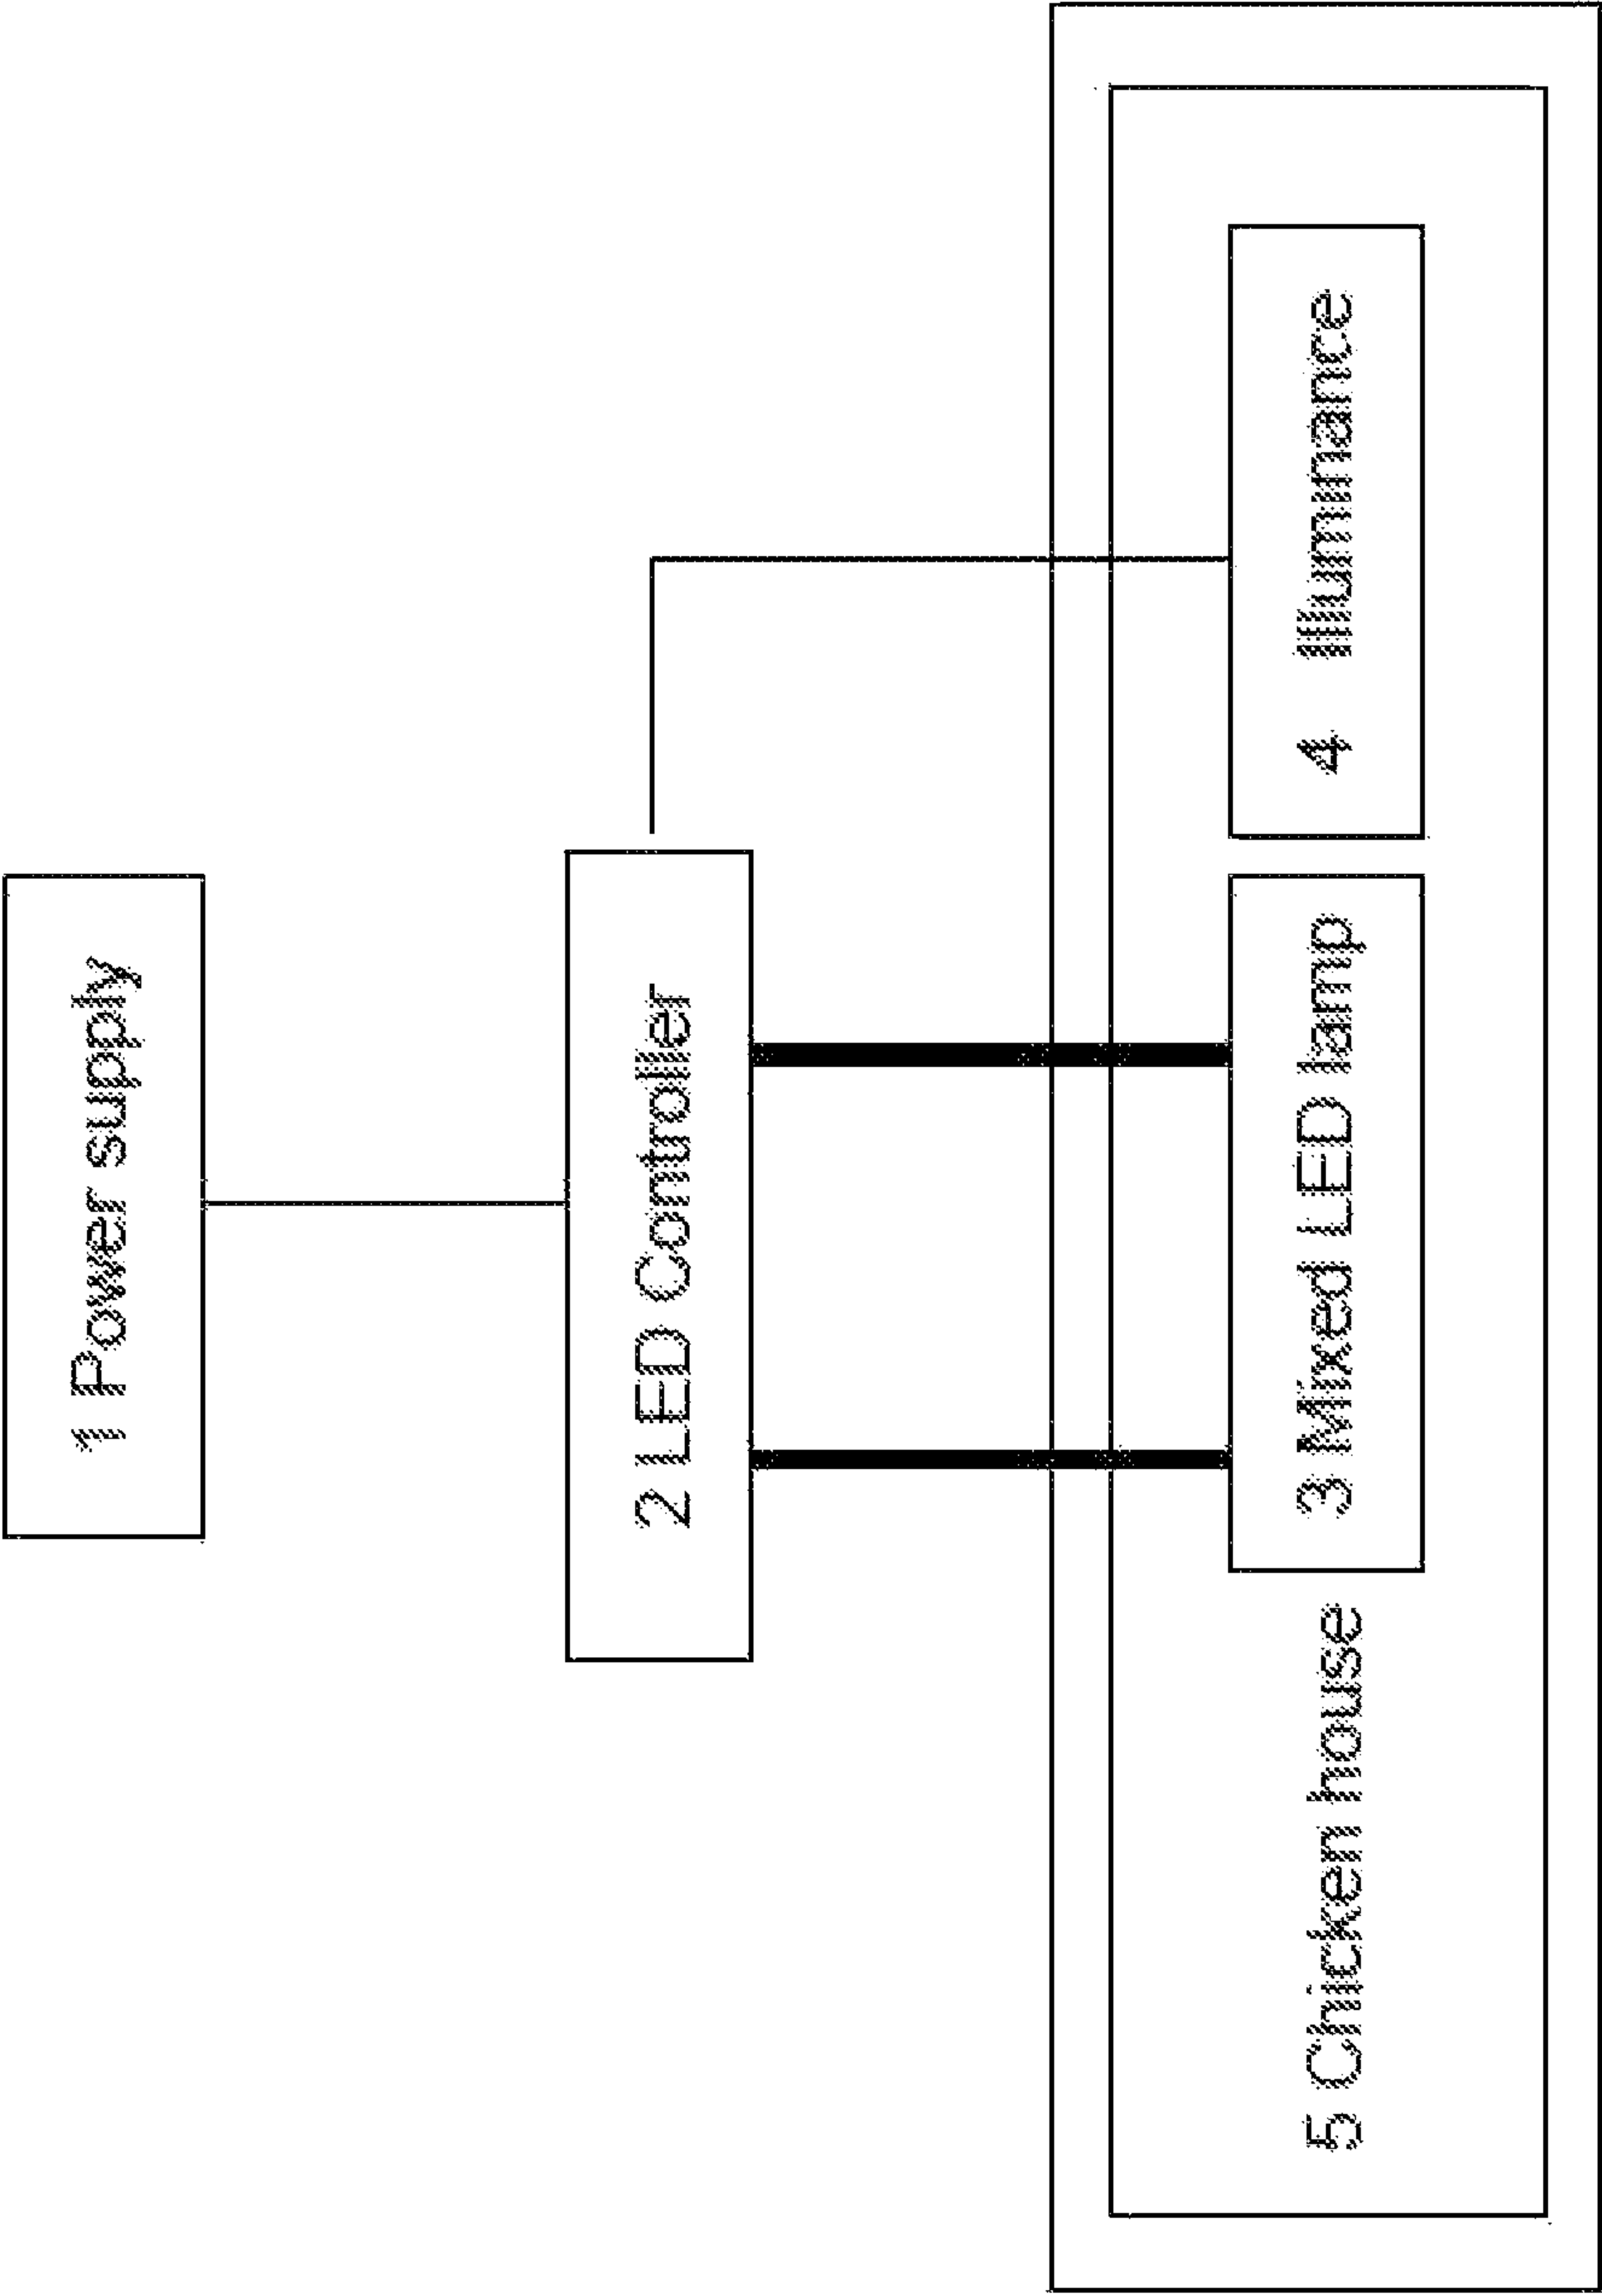 1 Power supply
2 LED Controller
3 Mixed LED lamp
4 Illuminance
5 Chicken house